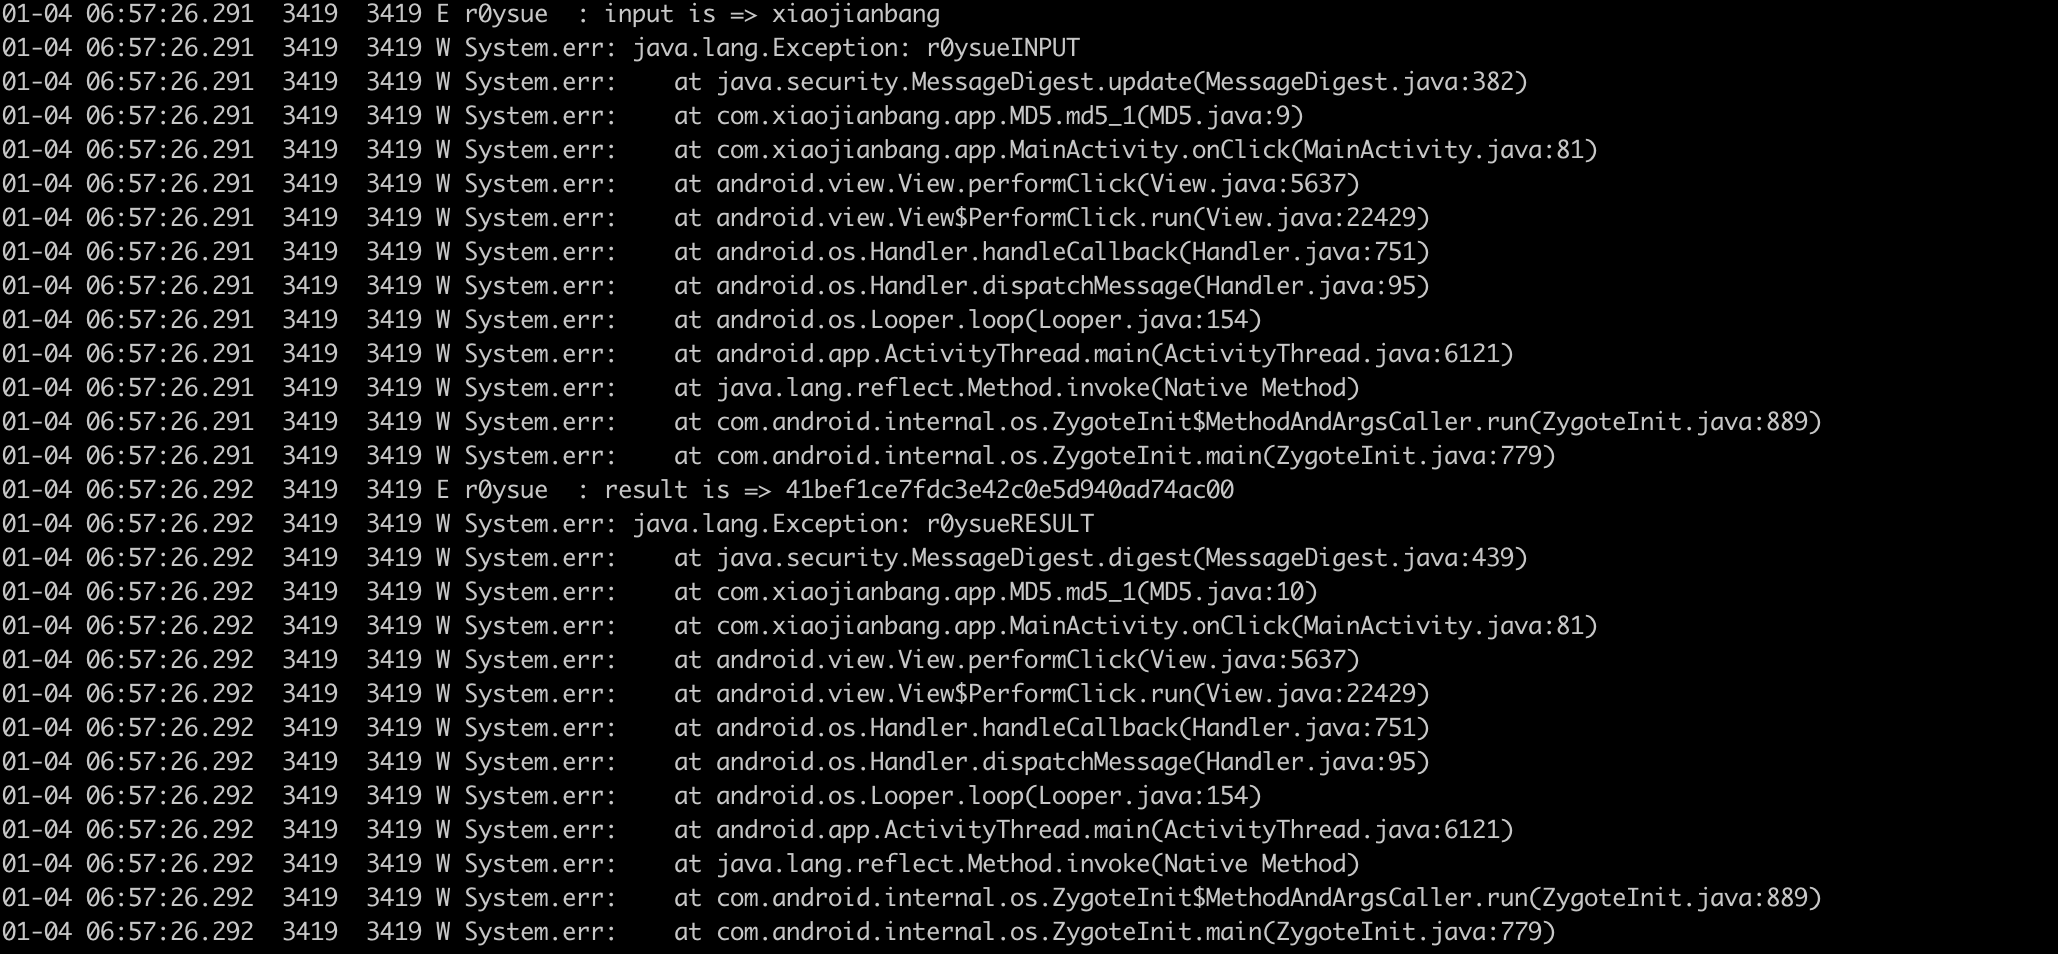 01-04 06:57:26.291  3419  3419 E r0ysue  : input is => xiaojianbang
01-04 06:57:26.291  3419  3419 W System.err: java.lang.Exception: r0ysueINPUT
01-04 06:57:26.291  3419  3419 W System.err:    at java.security.MessageDigest.update(MessageDigest.java:382)
01-04 06:57:26.291  3419  3419 W System.err:    at com.xiaojianbang.app.MD5.md5_1(MD5.java:9)
01-04 06:57:26.291  3419  3419 W System.err:    at com.xiaojianbang.app.MainActivity.onClick(MainActivity.java:81)
01-04 06:57:26.291  3419  3419 W System.err:    at android.view.View.performClick(View.java:5637)
01-04 06:57:26.291  3419  3419 W System.err:    at android.view.View$PerformClick.run(View.java:22429)
01-04 06:57:26.291  3419  3419 W System.err:    at android.os.Handler.handleCallback(Handler.java:751)
01-04 06:57:26.291  3419  3419 W System.err:    at android.os.Handler.dispatchMessage(Handler.java:95)
01-04 06:57:26.291  3419  3419 W System.err:    at android.os.Looper.loop(Looper.java:154)
01-04 06:57:26.291  3419  3419 W System.err:    at android.app.ActivityThread.main(ActivityThread.java:6121)
01-04 06:57:26.291  3419  3419 W System.err:    at java.lang.reflect.Method.invoke(Native Method)
01-04 06:57:26.291  3419  3419 W System.err:    at com.android.internal.os.ZygoteInit$MethodAndArgsCaller.run(ZygoteInit.java:889)
01-04 06:57:26.291  3419  3419 W System.err:    at com.android.internal.os.ZygoteInit.main(ZygoteInit.java:779)
01-04 06:57:26.292  3419  3419 E r0ysue  : result is => 41bef1ce7fdc3e42c0e5d940ad74ac00
01-04 06:57:26.292  3419  3419 W System.err: java.lang.Exception: r0ysueRESULT
01-04 06:57:26.292  3419  3419 W System.err:    at java.security.MessageDigest.digest(MessageDigest.java:439)
01-04 06:57:26.292  3419  3419 W System.err:    at com.xiaojianbang.app.MD5.md5_1(MD5.java:10)
01-04 06:57:26.292  3419  3419 W System.err:    at com.xiaojianbang.app.MainActivity.onClick(MainActivity.java:81)
01-04 06:57:26.292  3419  3419 W System.err:    at android.view.View.performClick(View.java:5637)
01-04 06:57:26.292  3419  3419 W System.err:    at android.view.View$PerformClick.run(View.java:22429)
01-04 06:57:26.292  3419  3419 W System.err:    at android.os.Handler.handleCallback(Handler.java:751)
01-04 06:57:26.292  3419  3419 W System.err:    at android.os.Handler.dispatchMessage(Handler.java:95)
01-04 06:57:26.292  3419  3419 W System.err:    at android.os.Looper.loop(Looper.java:154)
01-04 06:57:26.292  3419  3419 W System.err:    at android.app.ActivityThread.main(ActivityThread.java:6121)
01-04 06:57:26.292  3419  3419 W System.err:    at java.lang.reflect.Method.invoke(Native Method)
01-04 06:57:26.292  3419  3419 W System.err:    at com.android.internal.os.ZygoteInit$MethodAndArgsCaller.run(ZygoteInit.java:889)
01-04 06:57:26.292  3419  3419 W System.err:    at com.android.internal.os.ZygoteInit.main(ZygoteInit.java:779)